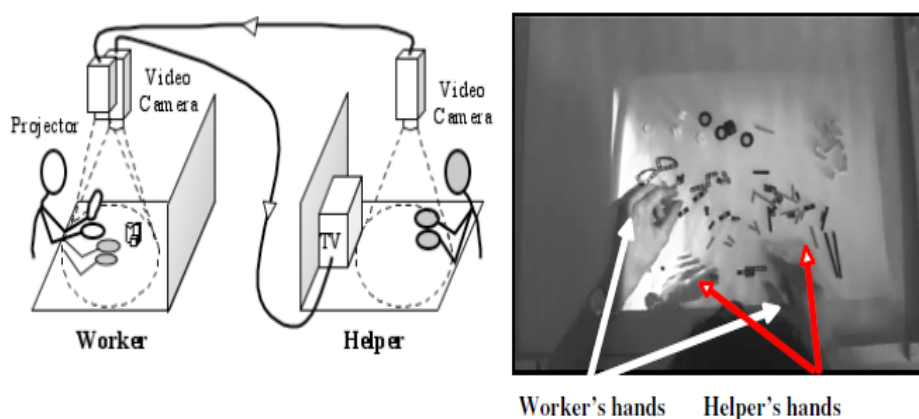 Video
Camera
Projector
Video
Camera
TV
Worker
Helper
Worker's hands
Helper's hands